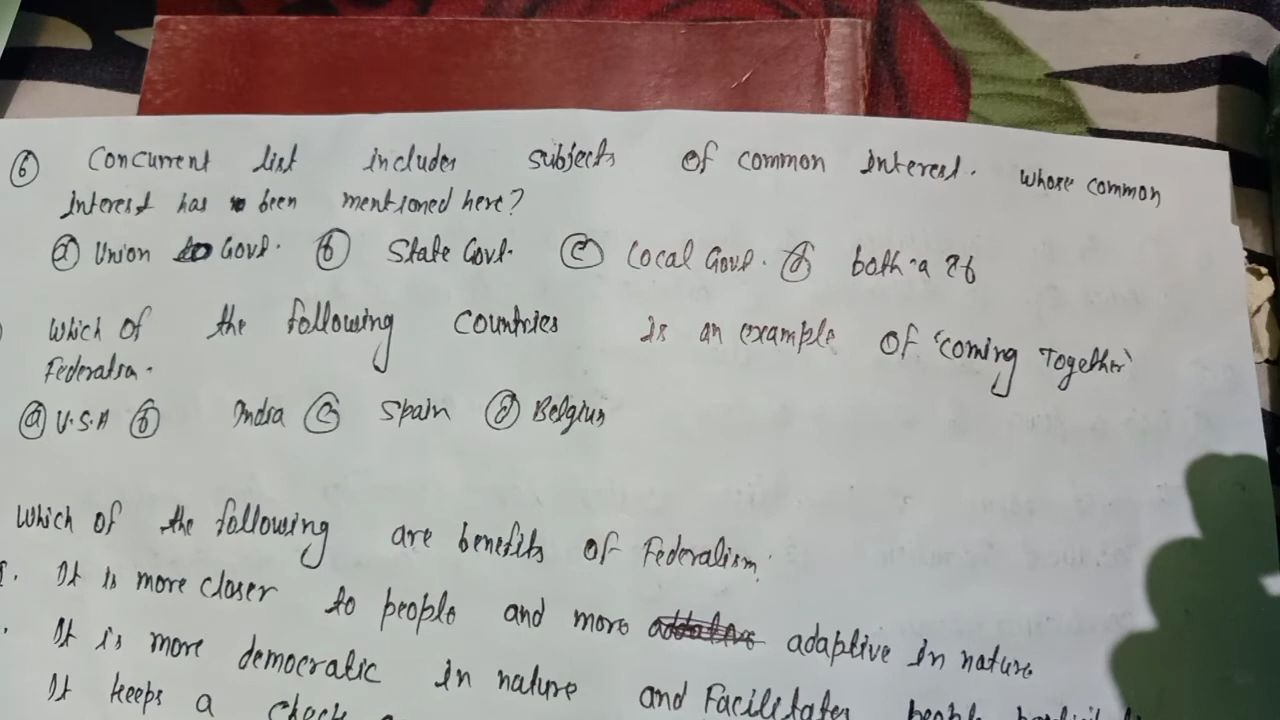 ⑥ Concurrent list includes subjects of common Interest. Whose common
Interest has been mentioned here?
ⓐ Union Govt. ⓑ State Govt. ⓒ Local Govt. ⓓ both a & b
Which of the following countries is an example of 'Coming Together'
Federatsn.
ⓐ U.S.A ⓑ India ⓒ Spain ⓓ Belgium
Which of the following are benefits of Federalism.
I. It is more closer to people and more adaptive in nature
It is more democratic in nature and Facilitates people
It keeps a check